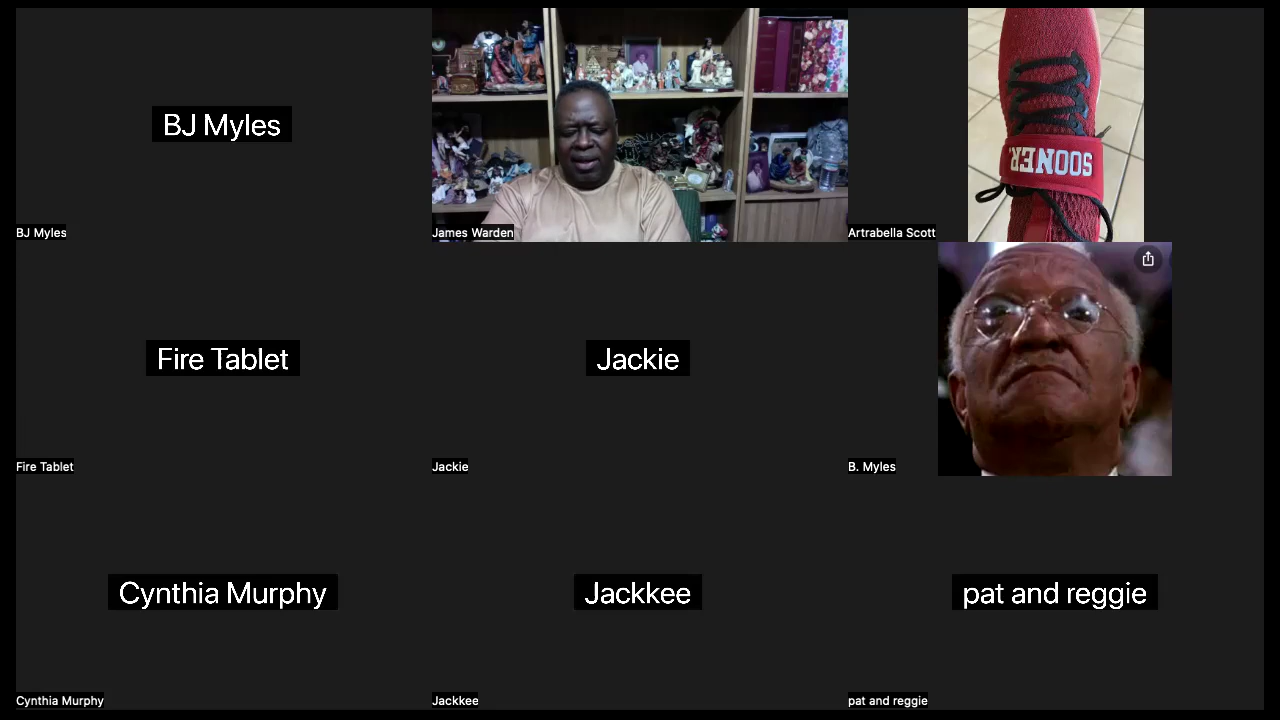 BJ Myles
BJ Myles
James Warden
SOONER.
Artrabella Scott
Fire Tablet
Fire Tablet
Jackie
Jackie
B. Myles
Cynthia Murphy
Cynthia Murphy
Jackkee
Jackkee
pat and reggie
pat and reggie